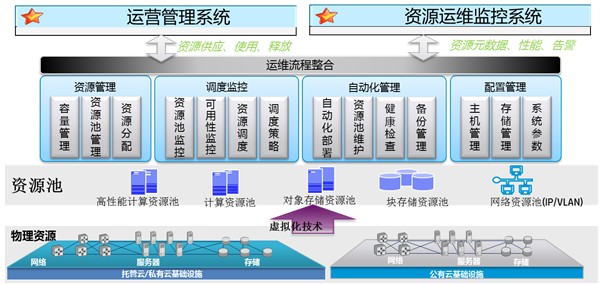 运营管理系统
资源运维监控系统
资源供应、使用、释放
资源元数据、性能、告警
运维流程整合
资源管理
调度监控
自动化管理
配置管理
容量管理
资源池管理
资源分配
资源池监控
可用性监控
资源调度
调度策略
自动化部署
资源池维护
健康检查
备份管理
主机管理
存储管理
系统参数
资源池
高性能计算资源池
计算资源池
对象存储资源池
块存储资源池
网络资源池(IP/VLAN)
虚拟化技术
物理资源
网络
服务器
存储
托管云/私有云基础设施
网络
服务器
存储
公有云基础设施